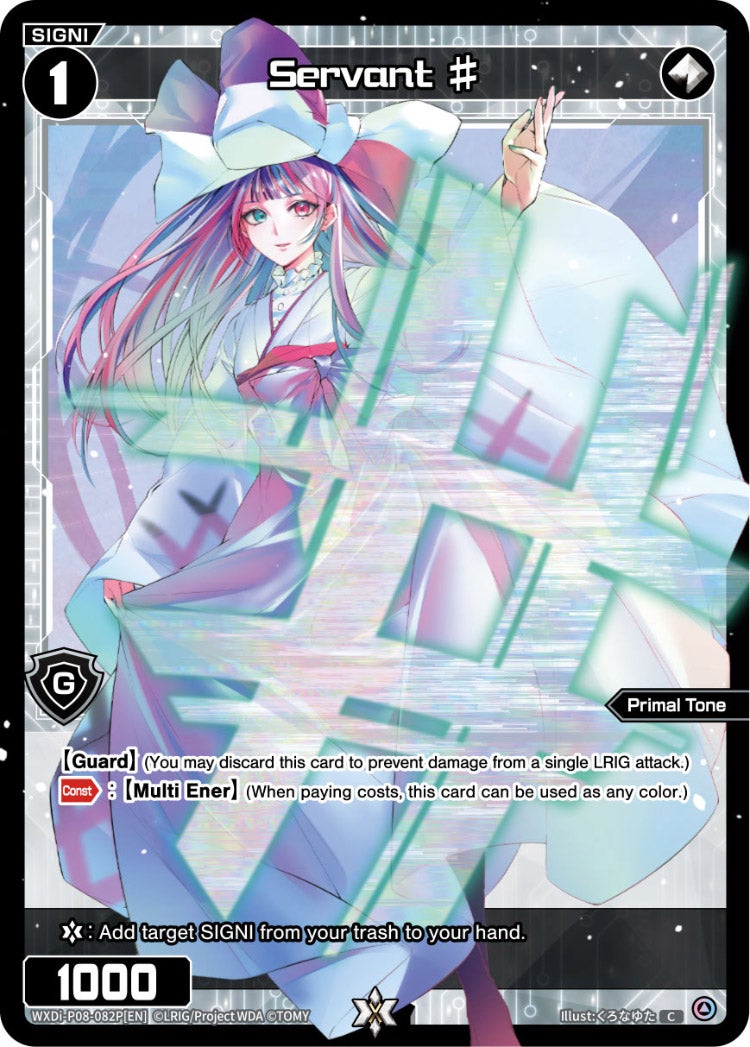 SIGNI
1
Servant ♯
G
Primal Tone
【Guard】 (You may discard this card to prevent damage from a single LRIG attack.)
Const : 【Multi Ener】 (When paying costs, this card can be used as any color.)
: Add target SIGNI from your trash to your hand.
1000
WXDi-P08-082P[EN] ©LRIG/Project WDA ©TOMY
Illust:くろなゆた C